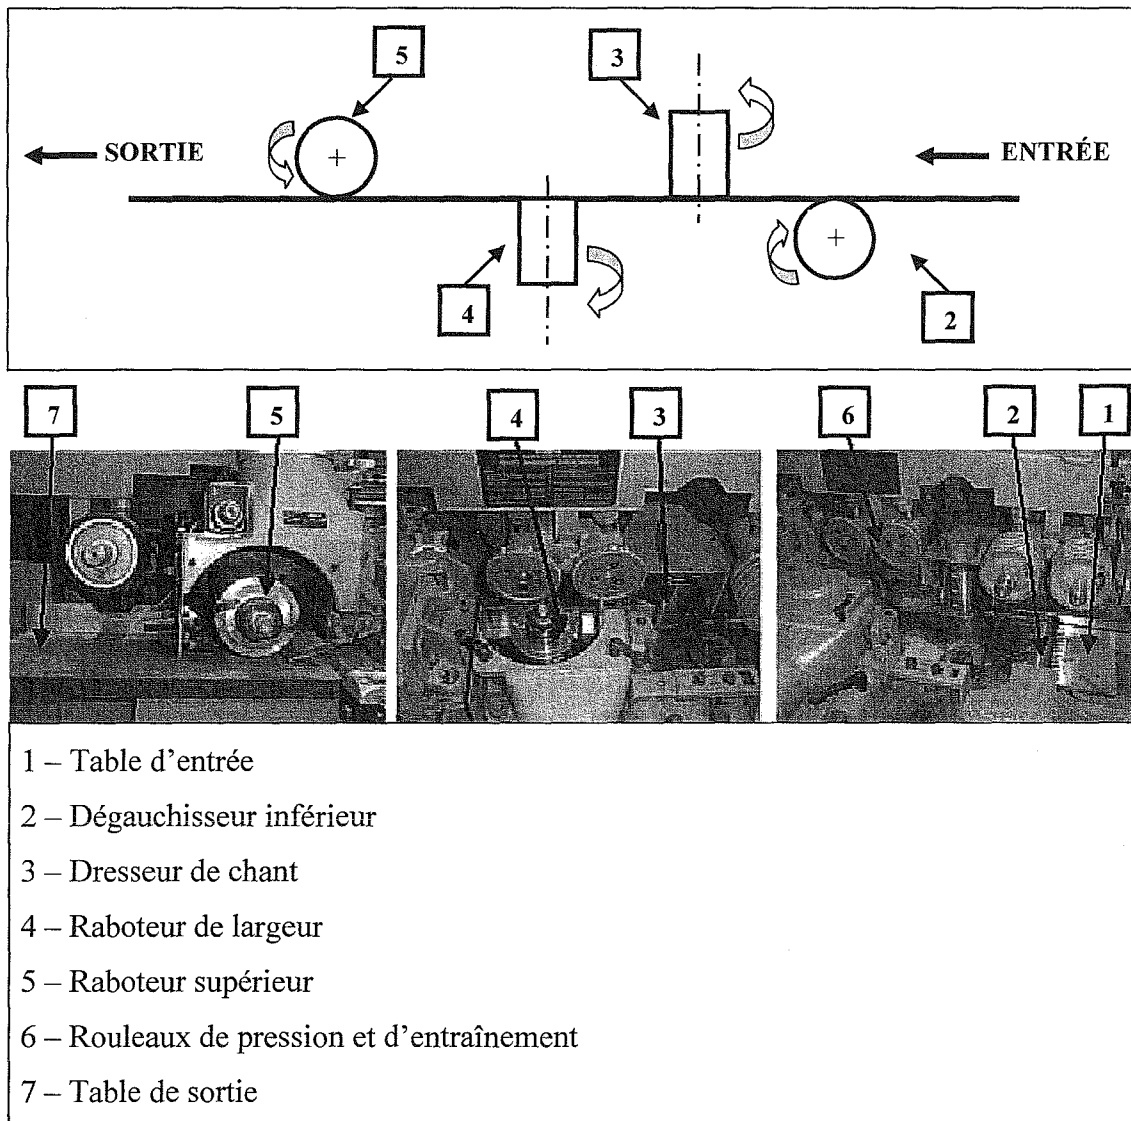 5
3
SORTIE
ENTRÉE
4
2
7
5
4
3
6
2
1
1 – Table d'entrée
2 – Dégauchisseur inférieur
3 – Dresseur de chant
4 – Raboteur de largeur
5 – Raboteur supérieur
6 – Rouleaux de pression et d'entraînement
7 – Table de sortie